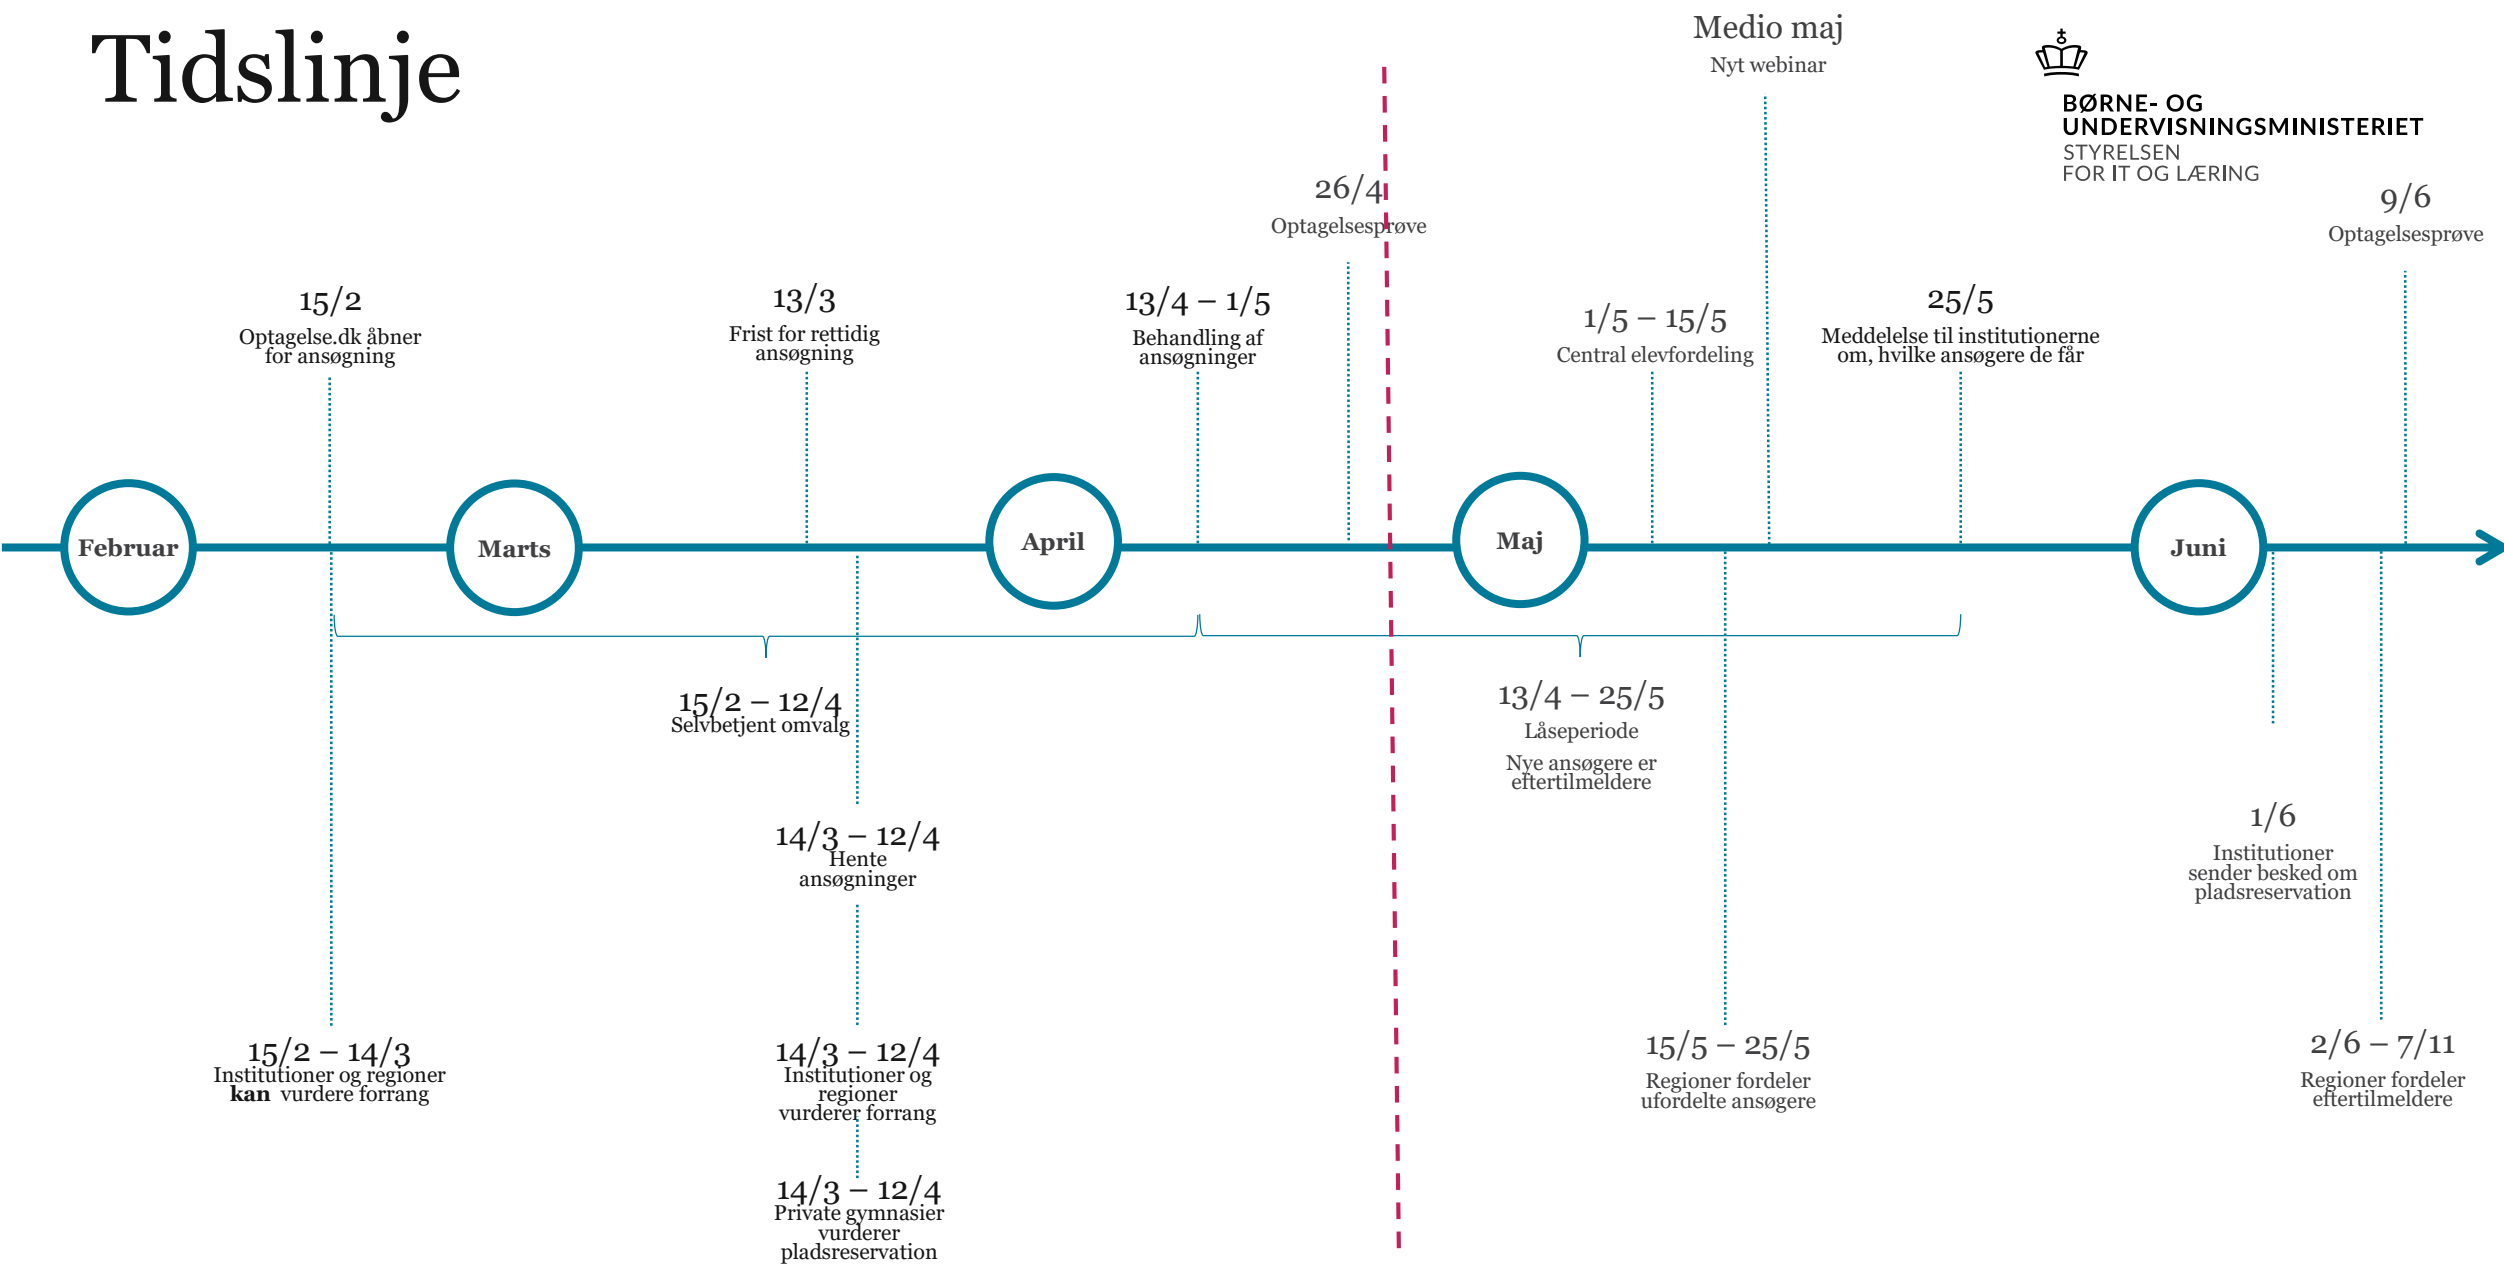 Tidslinje
Medio maj
Nyt webinar
BØRNE- OG
UNDERVISNINGSMINISTERIET
STYRELSEN
FOR IT OG LÆRING
26/4
Optagelsesprøve
9/6
Optagelsesprøve
15/2
Optagelse.dk åbner
for ansøgning
13/3
Frist for rettidig
ansøgning
13/4 – 1/5
Behandling af
ansøgninger
1/5 – 15/5
Central elevfordeling
25/5
Meddelelse til institutionerne
om, hvilke ansøgere de får
Februar
Marts
April
Maj
Juni
15/2 – 12/4
Selvbetjent omvalg
13/4 – 25/5
Låseperiode
Nye ansøgere er
eftertilmeldere
14/3 – 12/4
Hente
ansøgninger
1/6
Institutioner
sender besked om
pladsreservation
15/2 – 14/3
Institutioner og regioner
kan vurdere forrang
14/3 – 12/4
Institutioner og
regioner
vurderer forrang
15/5 – 25/5
Regioner fordeler
ufordelte ansøgere
2/6 – 7/11
Regioner fordeler
eftertilmeldere
14/3 – 12/4
Private gymnasier
vurderer
pladsreservation